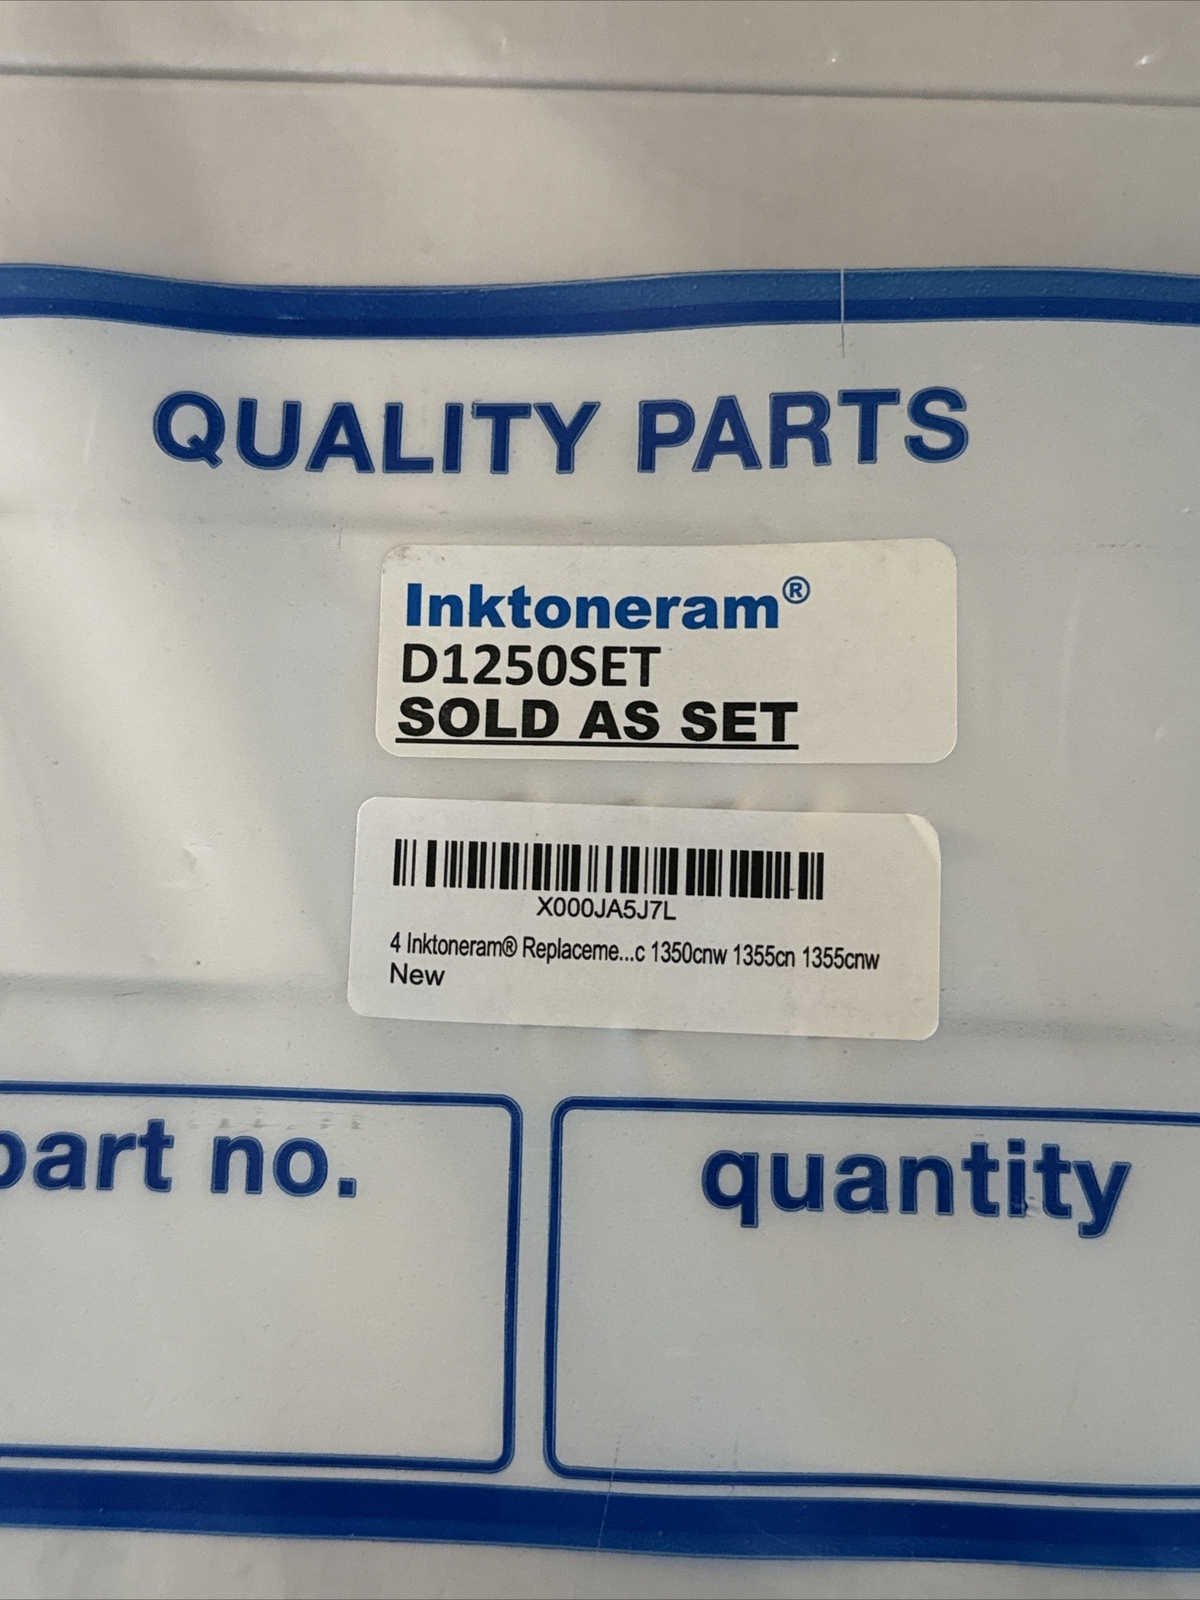 QUALITY PARTS
Inktoneram®
D1250SET
SOLD AS SET
X000JA5J7L
4 Inktoneram® Replaceme...c 1350cnw 1355cn 1355cnw
New
part no.
quantity